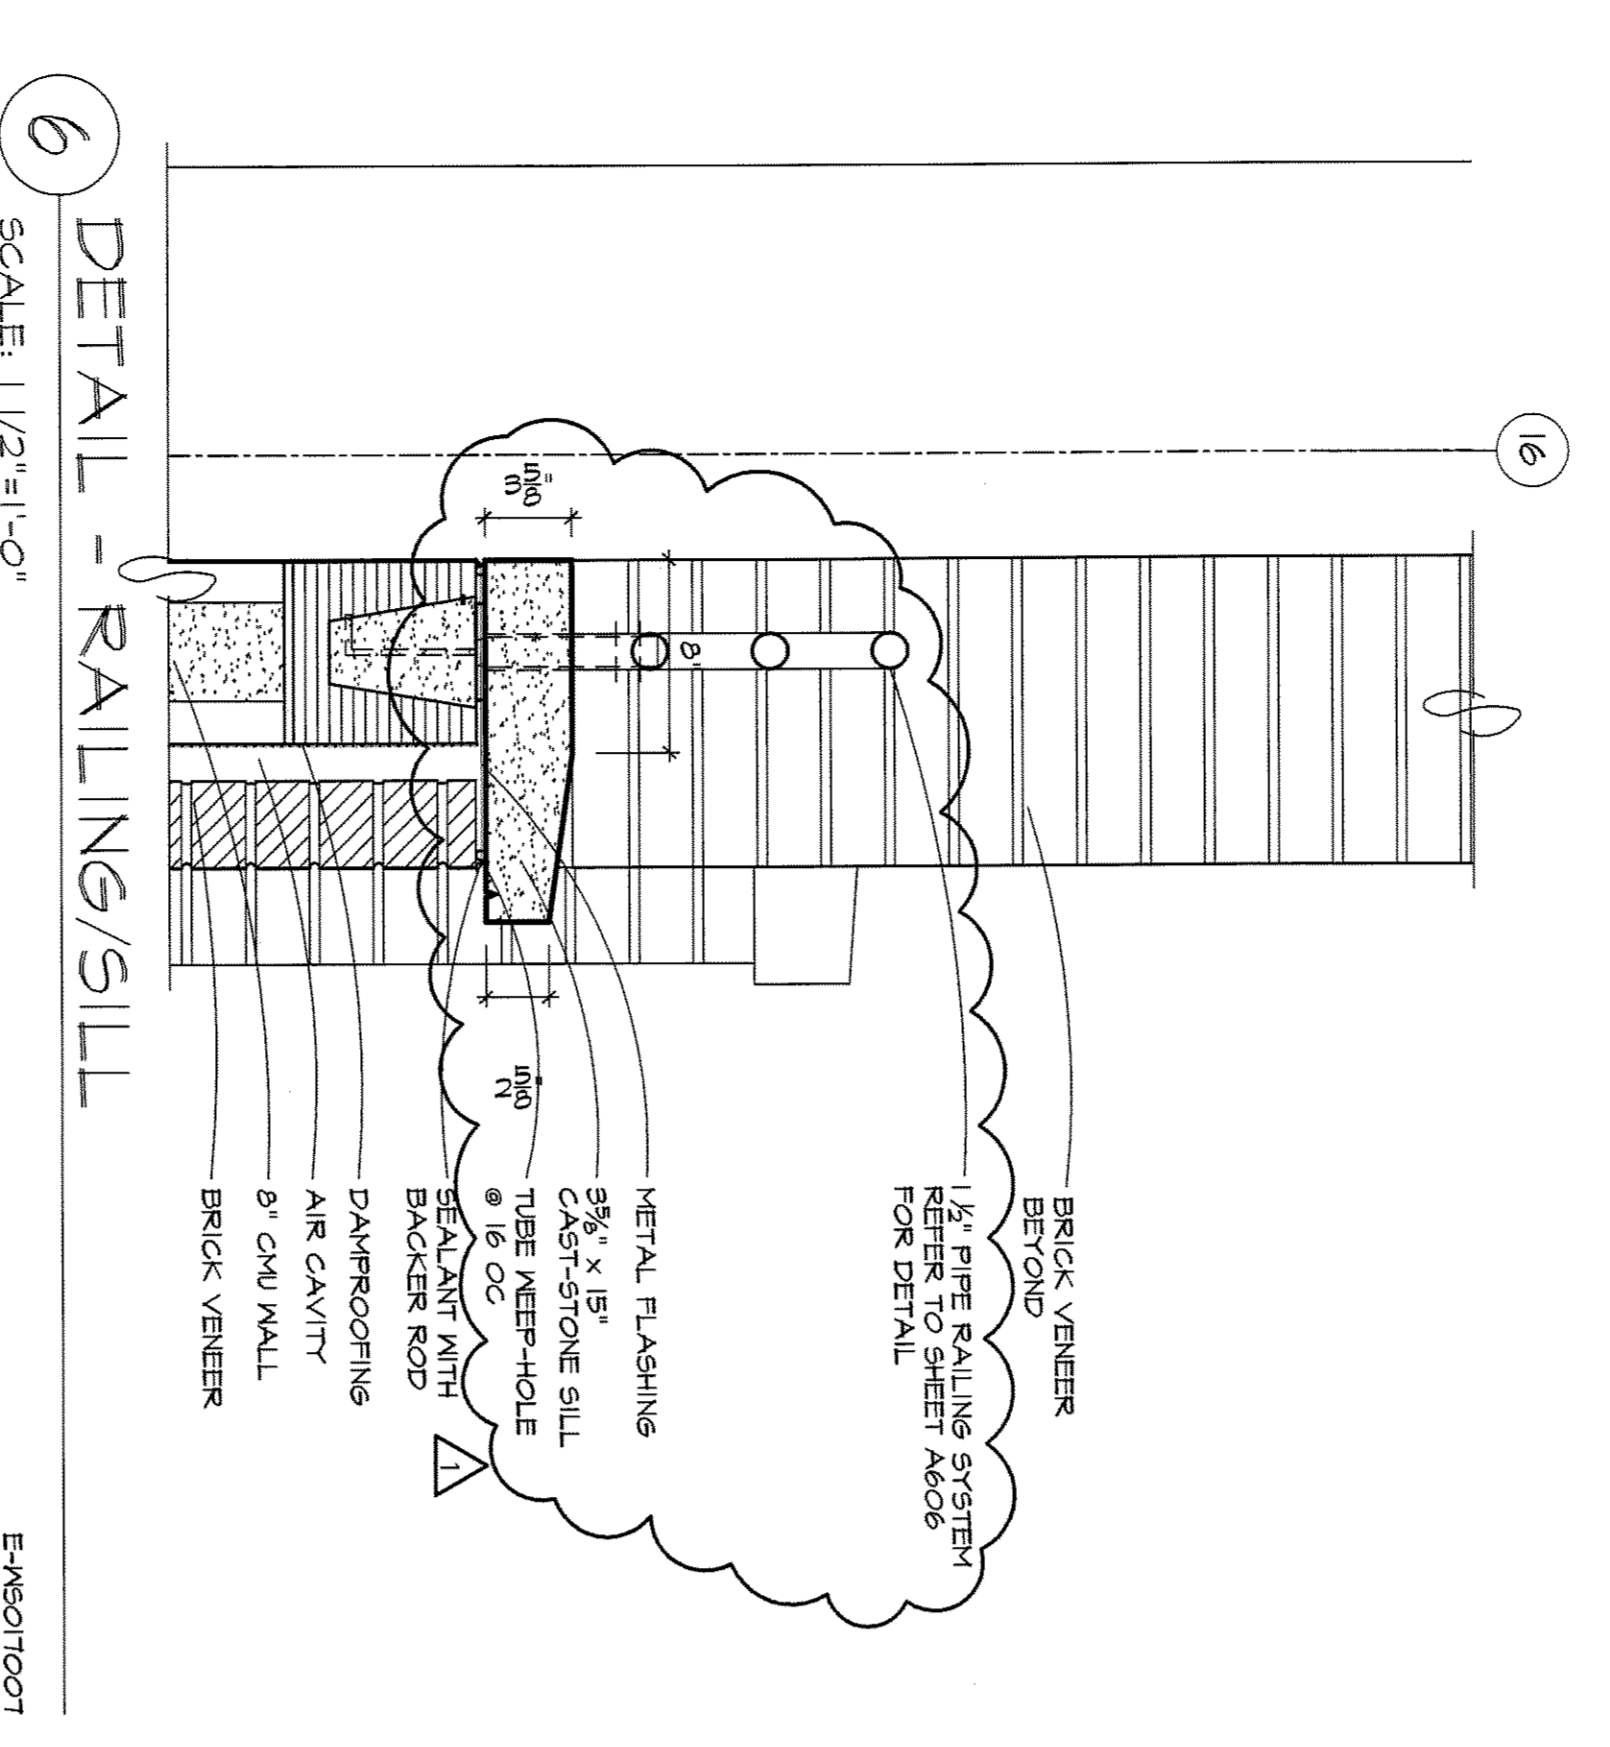 16
BRICK VENEER
BEYOND
1 1/2" PIPE RAILING SYSTEM
REFER TO SHEET A606
FOR DETAIL
8"
3 5/8"
2 5/8"
METAL FLASHING
3 5/8" X 15"
CAST-STONE SILL
TUBE WEEP-HOLE
@ 16 OC
SEALANT WITH
BACKER ROD
1
DAMPROOFING
AIR CAVITY
8" CMU WALL
BRICK VENEER
6
DETAIL - RAILING/SILL
SCALE: 1 1/2"=1'-0"
E-WS017007